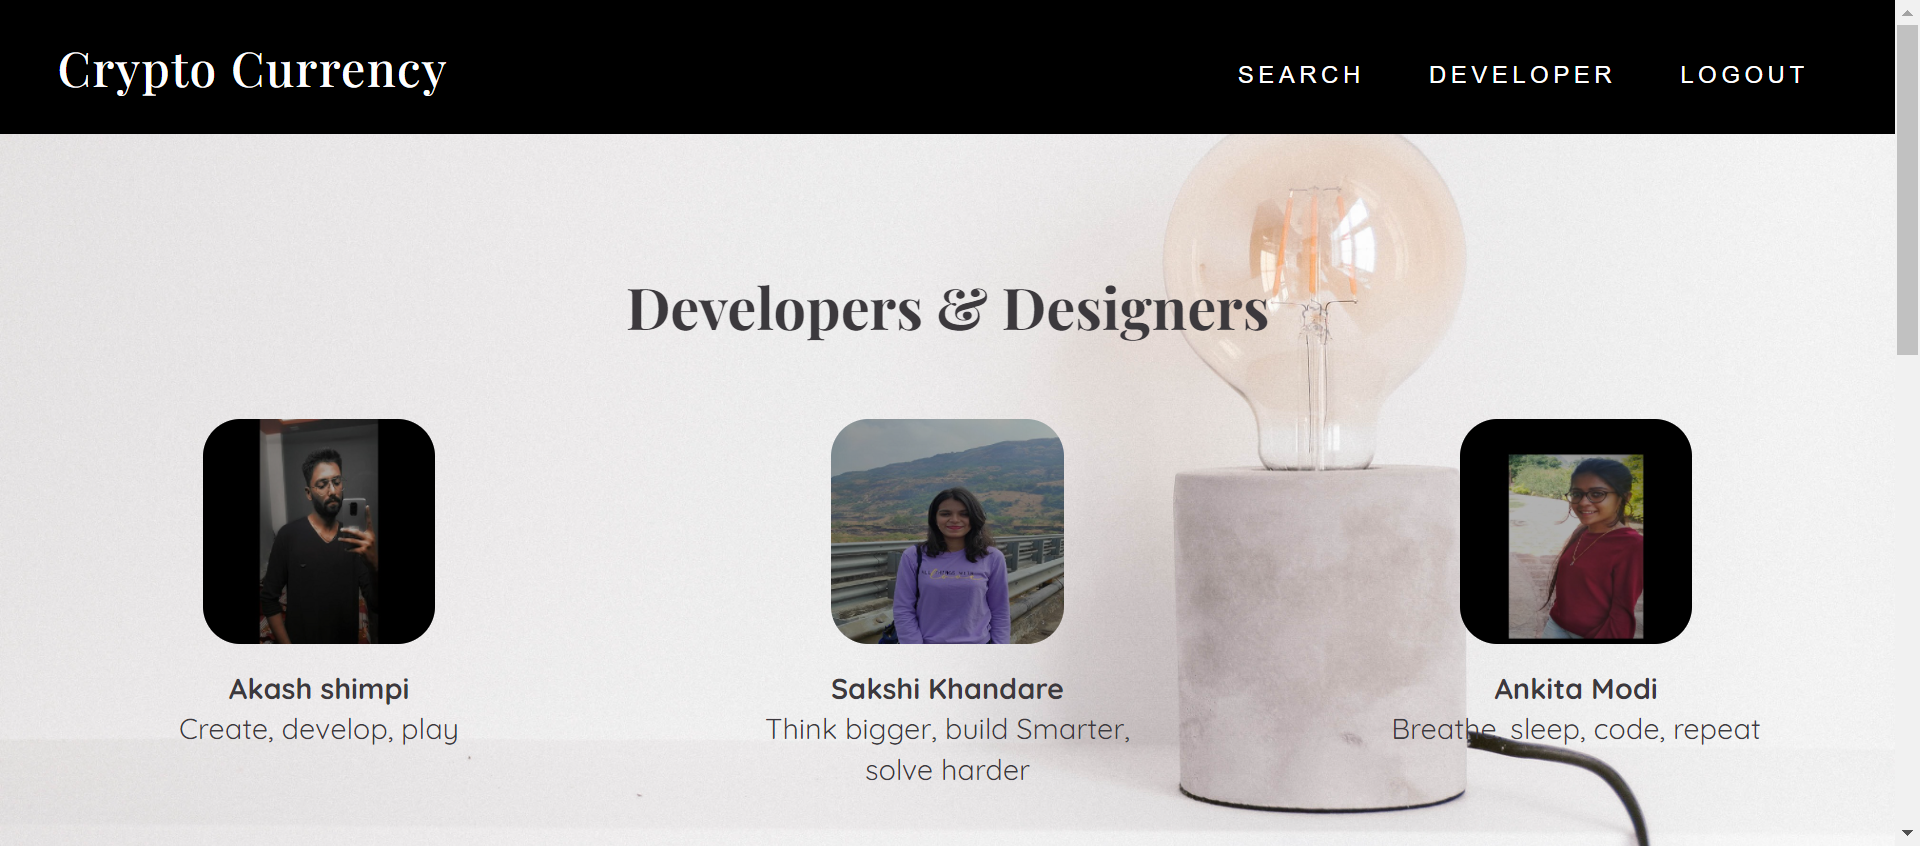 Crypto Currency
SEARCH DEVELOPER LOGOUT
Developers & Designers
Akash shimpi
Create, develop, play
Sakshi Khandare
Think bigger, build Smarter,
solve harder
Ankita Modi
Breathe, sleep, code, repeat